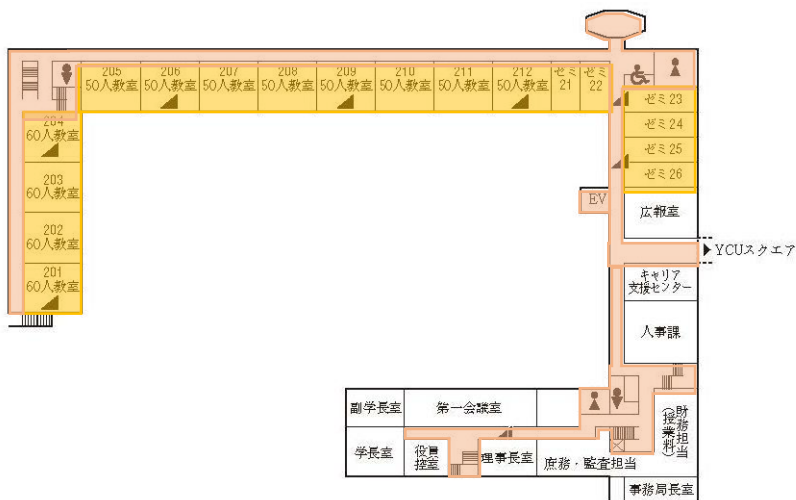 205
50人教室
206
50人教室
207
50人教室
208
50人教室
209
50人教室
210
50人教室
211
50人教室
212
50人教室
ゼミ
21
ゼミ
22
ゼミ23
ゼミ24
ゼミ25
ゼミ26
204
60人教室
203
60人教室
202
60人教室
201
60人教室
EV
広報室
YCUスクエア
キャリア
支援センター
人事課
副学長室
第一会議室
学長室
役員
控室
理事長室
庶務・監査担当
財務担当
(授業料)
事務局長室